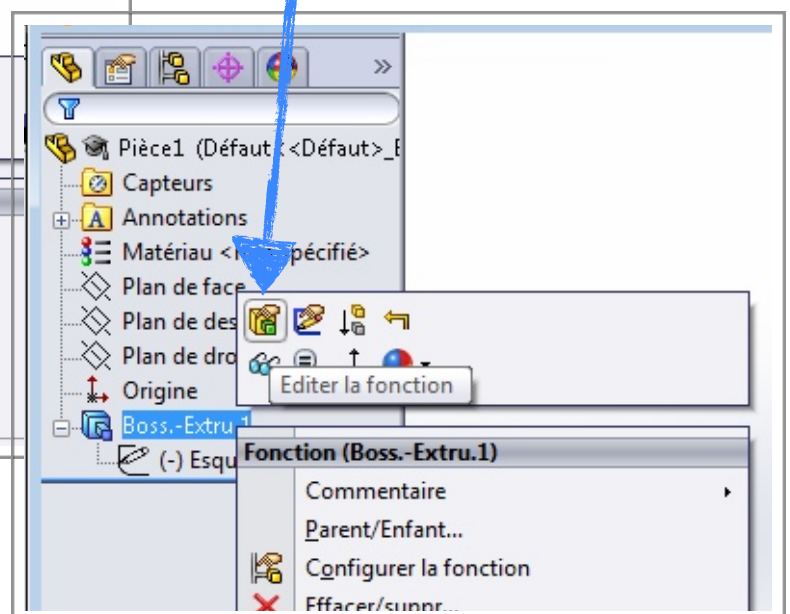 Pièce1 (Défaut<<Défaut>_
Capteurs
Annotations
Matériau < pécifié>
Plan de face
Plan de des
Plan de dro
Origine
Editer la fonction
Boss.-Extru.1
(-) Esqu
Fonction (Boss.-Extru.1)
Commentaire
Parent/Enfant...
Configurer la fonction
Effacer/suppr...